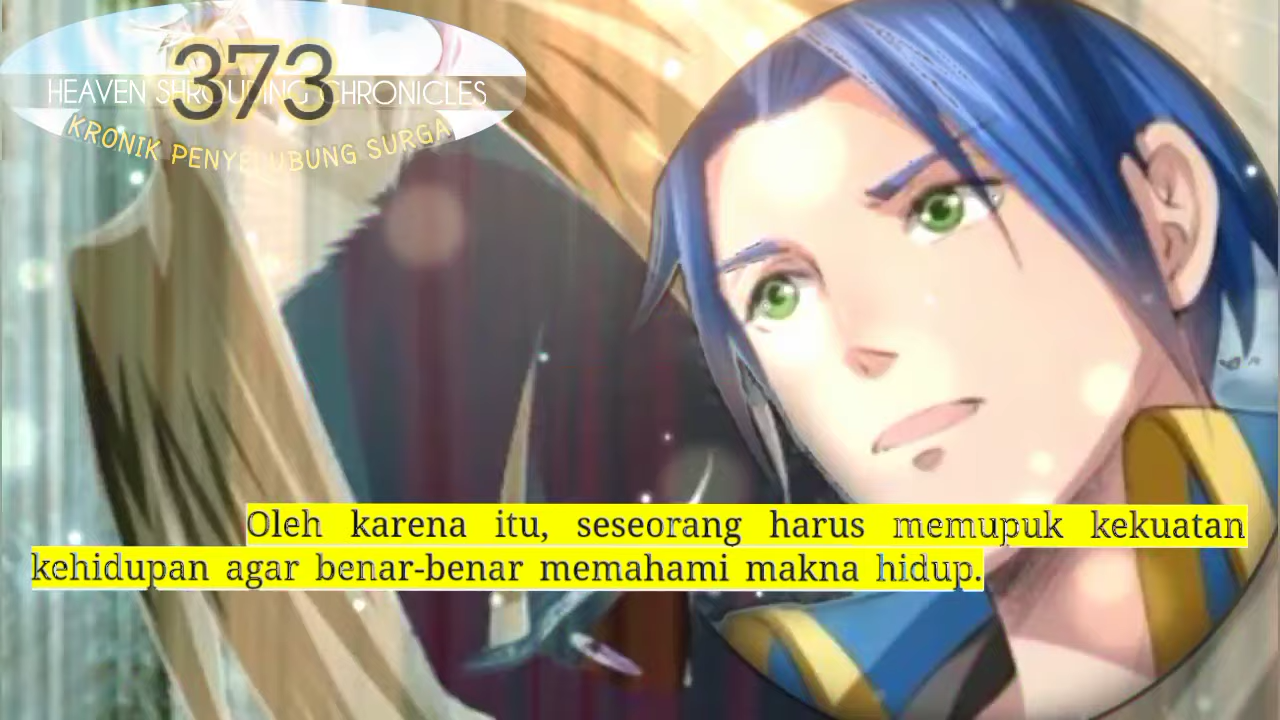 373
HEAVEN SHROUDING CHRONICLES
KRONIK PENYELUBUNG SURGA
Oleh karena itu, seseorang harus memupuk kekuatan
kehidupan agar benar-benar memahami makna hidup.